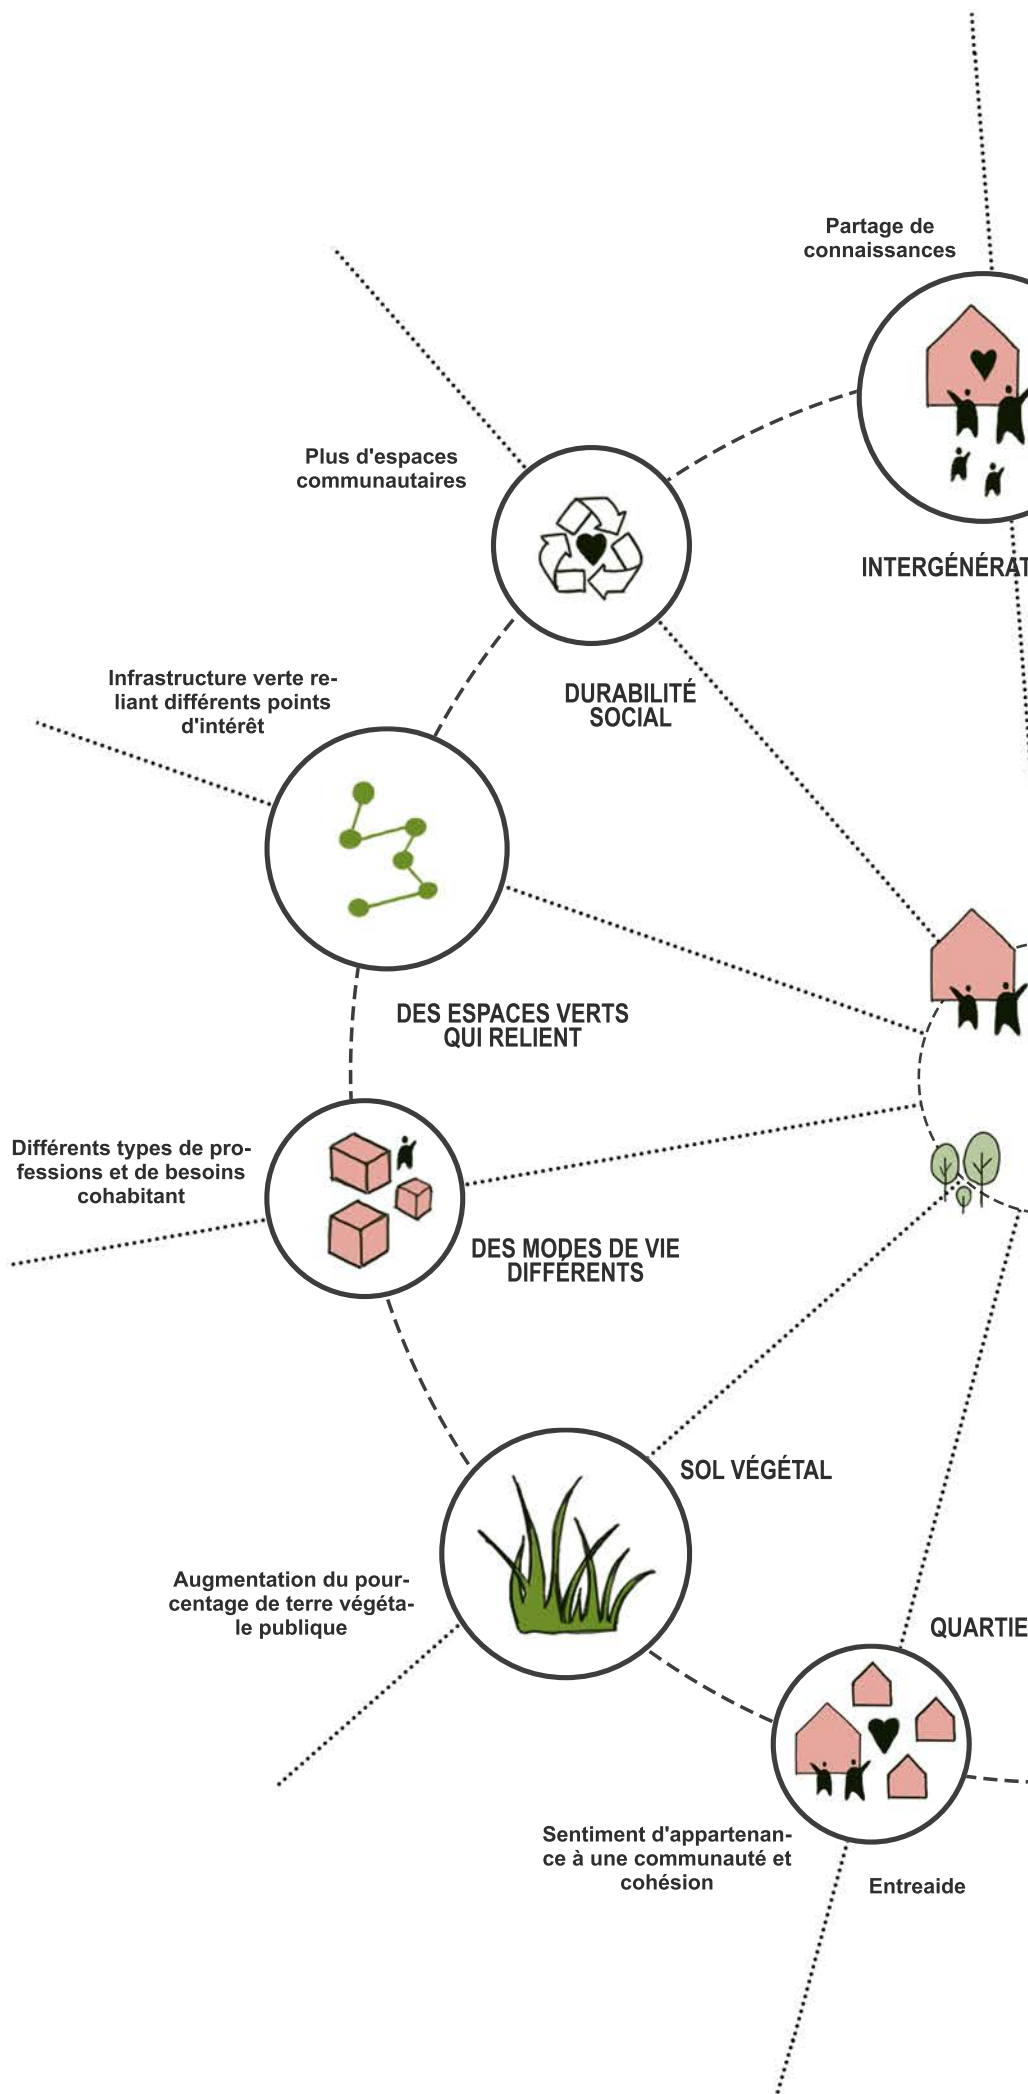 Partage de
connaissances
INTERGÉNÉRAT
Plus d'espaces
communautaires
DURABILITÉ
SOCIAL
Infrastructure verte re-
liant différents points
d'intérêt
DES ESPACES VERTS
QUI RELIENT
Différents types de pro-
fessions et de besoins
cohabitant
DES MODES DE VIE
DIFFÉRENTS
SOL VÉGÉTAL
Augmentation du pour-
centage de terre végéta-
le publique
QUARTIE
Sentiment d'appartenan-
ce à une communauté et
cohésion
Entreaide